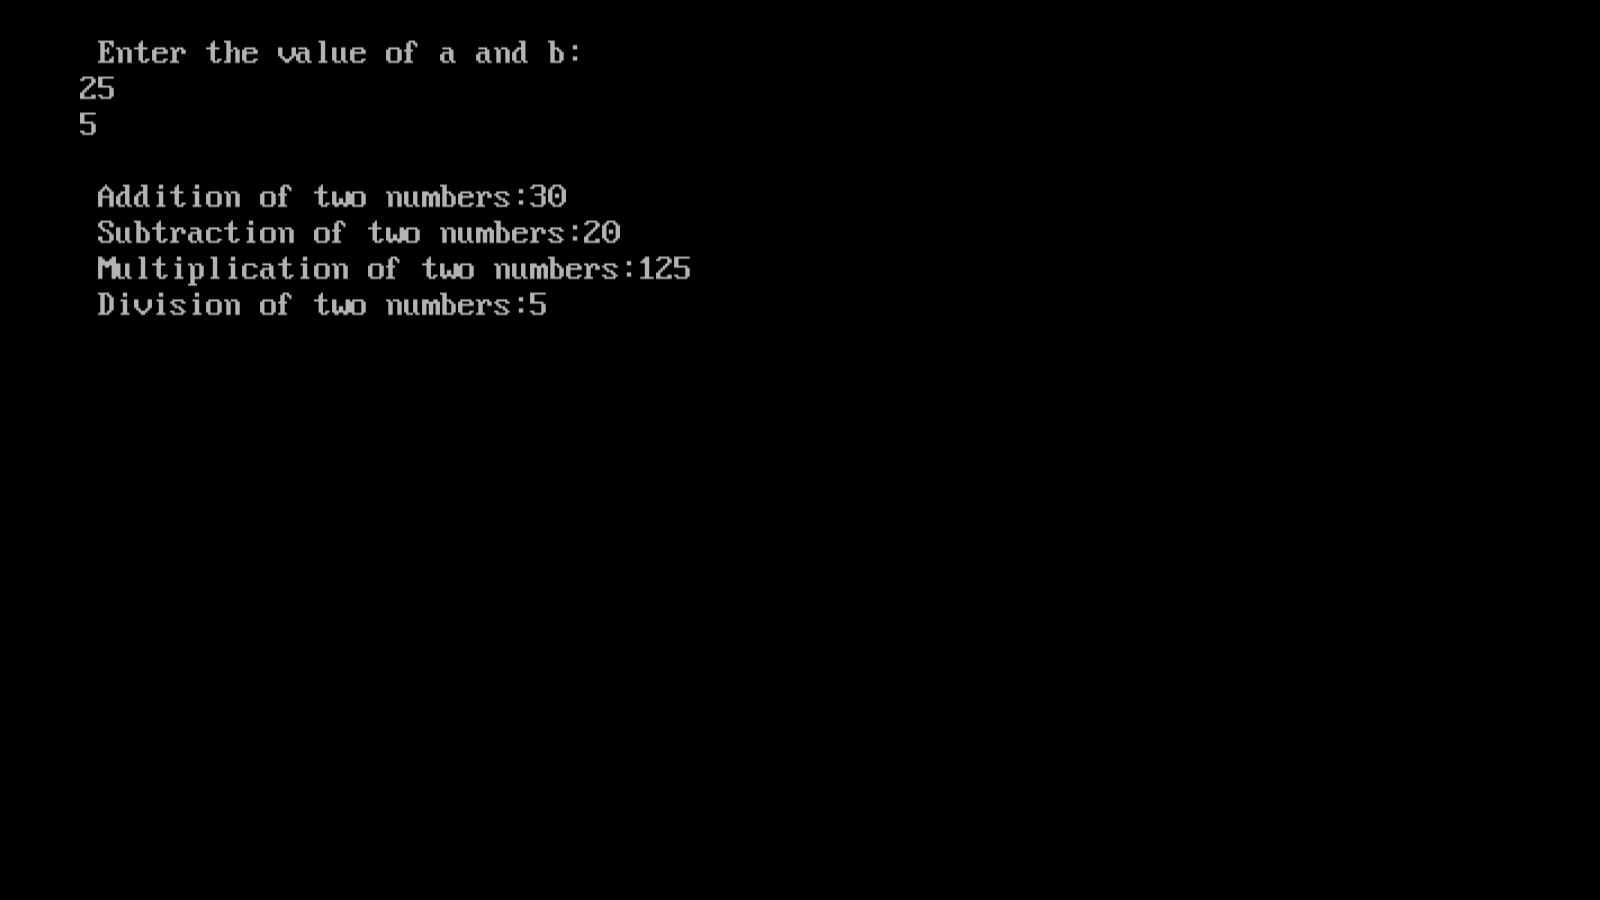 Enter the value of a and b:
25
5
Addition of two numbers:30
Subtraction of two numbers:20
Multiplication of two numbers:125
Division of two numbers:5